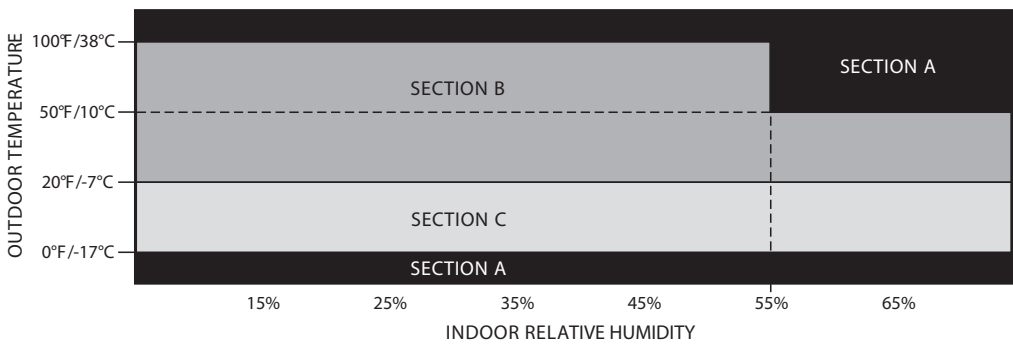 OUTDOOR TEMPERATURE
100°F/38°C
SECTION A
SECTION B
50°F/10°C
20°F/-7°C
SECTION C
0°F/-17°C
SECTION A
15% 25% 35% 45% 55% 65%
INDOOR RELATIVE HUMIDITY